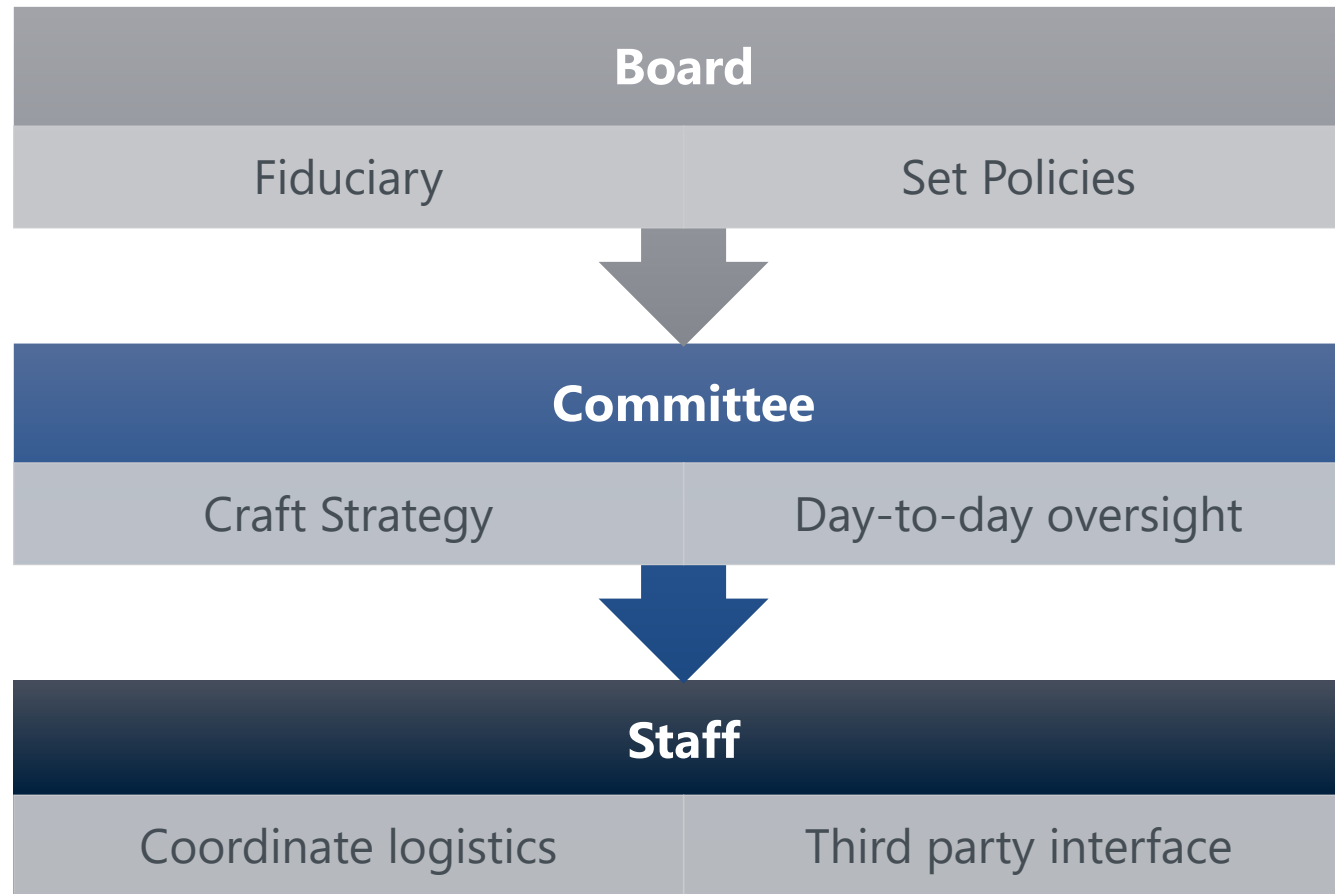 Board
Fiduciary
Set Policies
Committee
Craft Strategy
Day-to-day oversight
Staff
Coordinate logistics
Third party interface